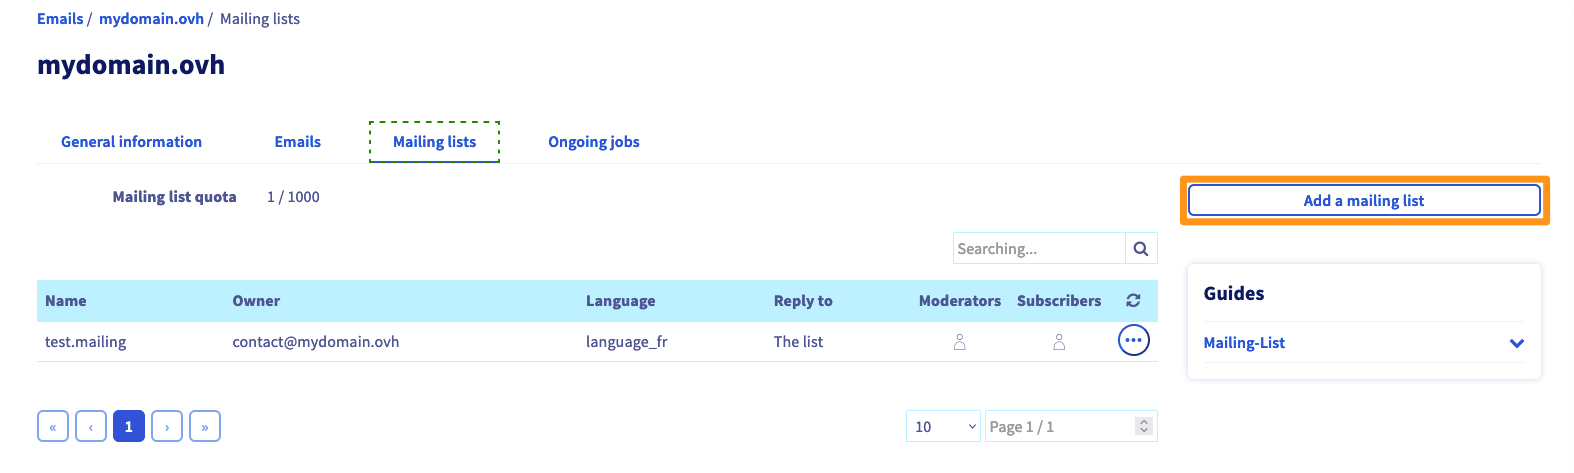 Emails / mydomain.ovh / Mailing lists
mydomain.ovh
General information Emails Mailing lists Ongoing jobs
Mailing list quota 1 / 1000
Add a mailing list
Searching...
Name Owner Language Reply to Moderators Subscribers
test.mailing contact@mydomain.ovh language_fr The list
Guides
Mailing-List
« ‹ 1 › » 10 Page 1 / 1